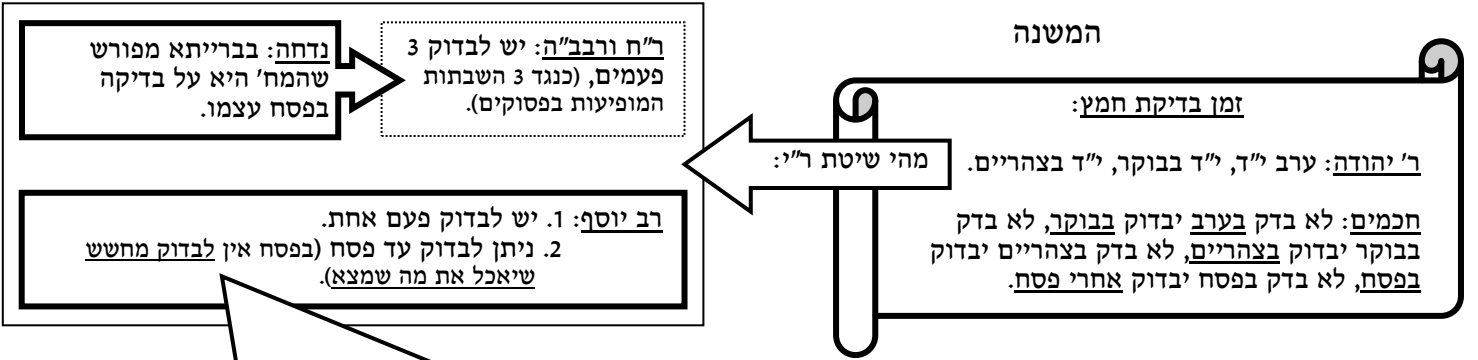 המשנה
זמן בדיקת חמץ:
ר' יהודה: ערב י"ד, י"ד בבוקר, י"ד בצהריים.
חכמים: לא בדק בערב יבדוק בבוקר, לא בדק
בבוקר יבדוק בצהריים, לא בדק בצהריים יבדוק
בפסח, לא בדק בפסח יבדוק אחרי פסח.
מהי שיטת ר"י:
ר"ח ורבב"ה: יש לבדוק 3
פעמים, (כנגד 3 השבתות
המופיעות בפסוקים).
נדחה: בברייתא מפורש
שהמח' היא על בדיקה
בפסח עצמו.
רב יוסף: 1. יש לבדוק פעם אחת.
2. ניתן לבדוק עד פסח (בפסח אין לבדוק מחשש
שיאכל את מה שמצא).